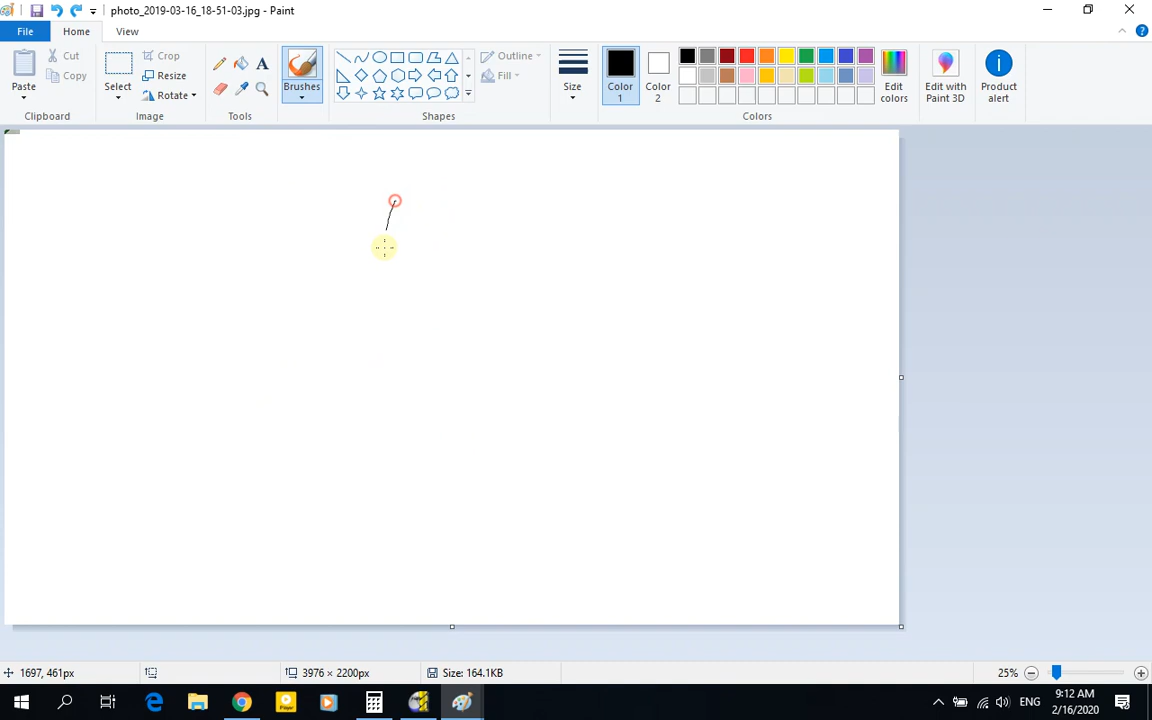 photo_2019-03-16_18-51-03.jpg - Paint
File
Home
View
Paste
Cut
Copy
Clipboard
Select
Crop
Resize
Rotate
Image
A
Tools
Brushes
Outline
Fill
Shapes
Size
Color
1
Color
2
Edit
colors
Colors
Edit with
Paint 3D
Product
alert
1697, 461px
3976 × 2200px
Size: 164.1KB
25%
ENG
9:12 AM
2/16/2020